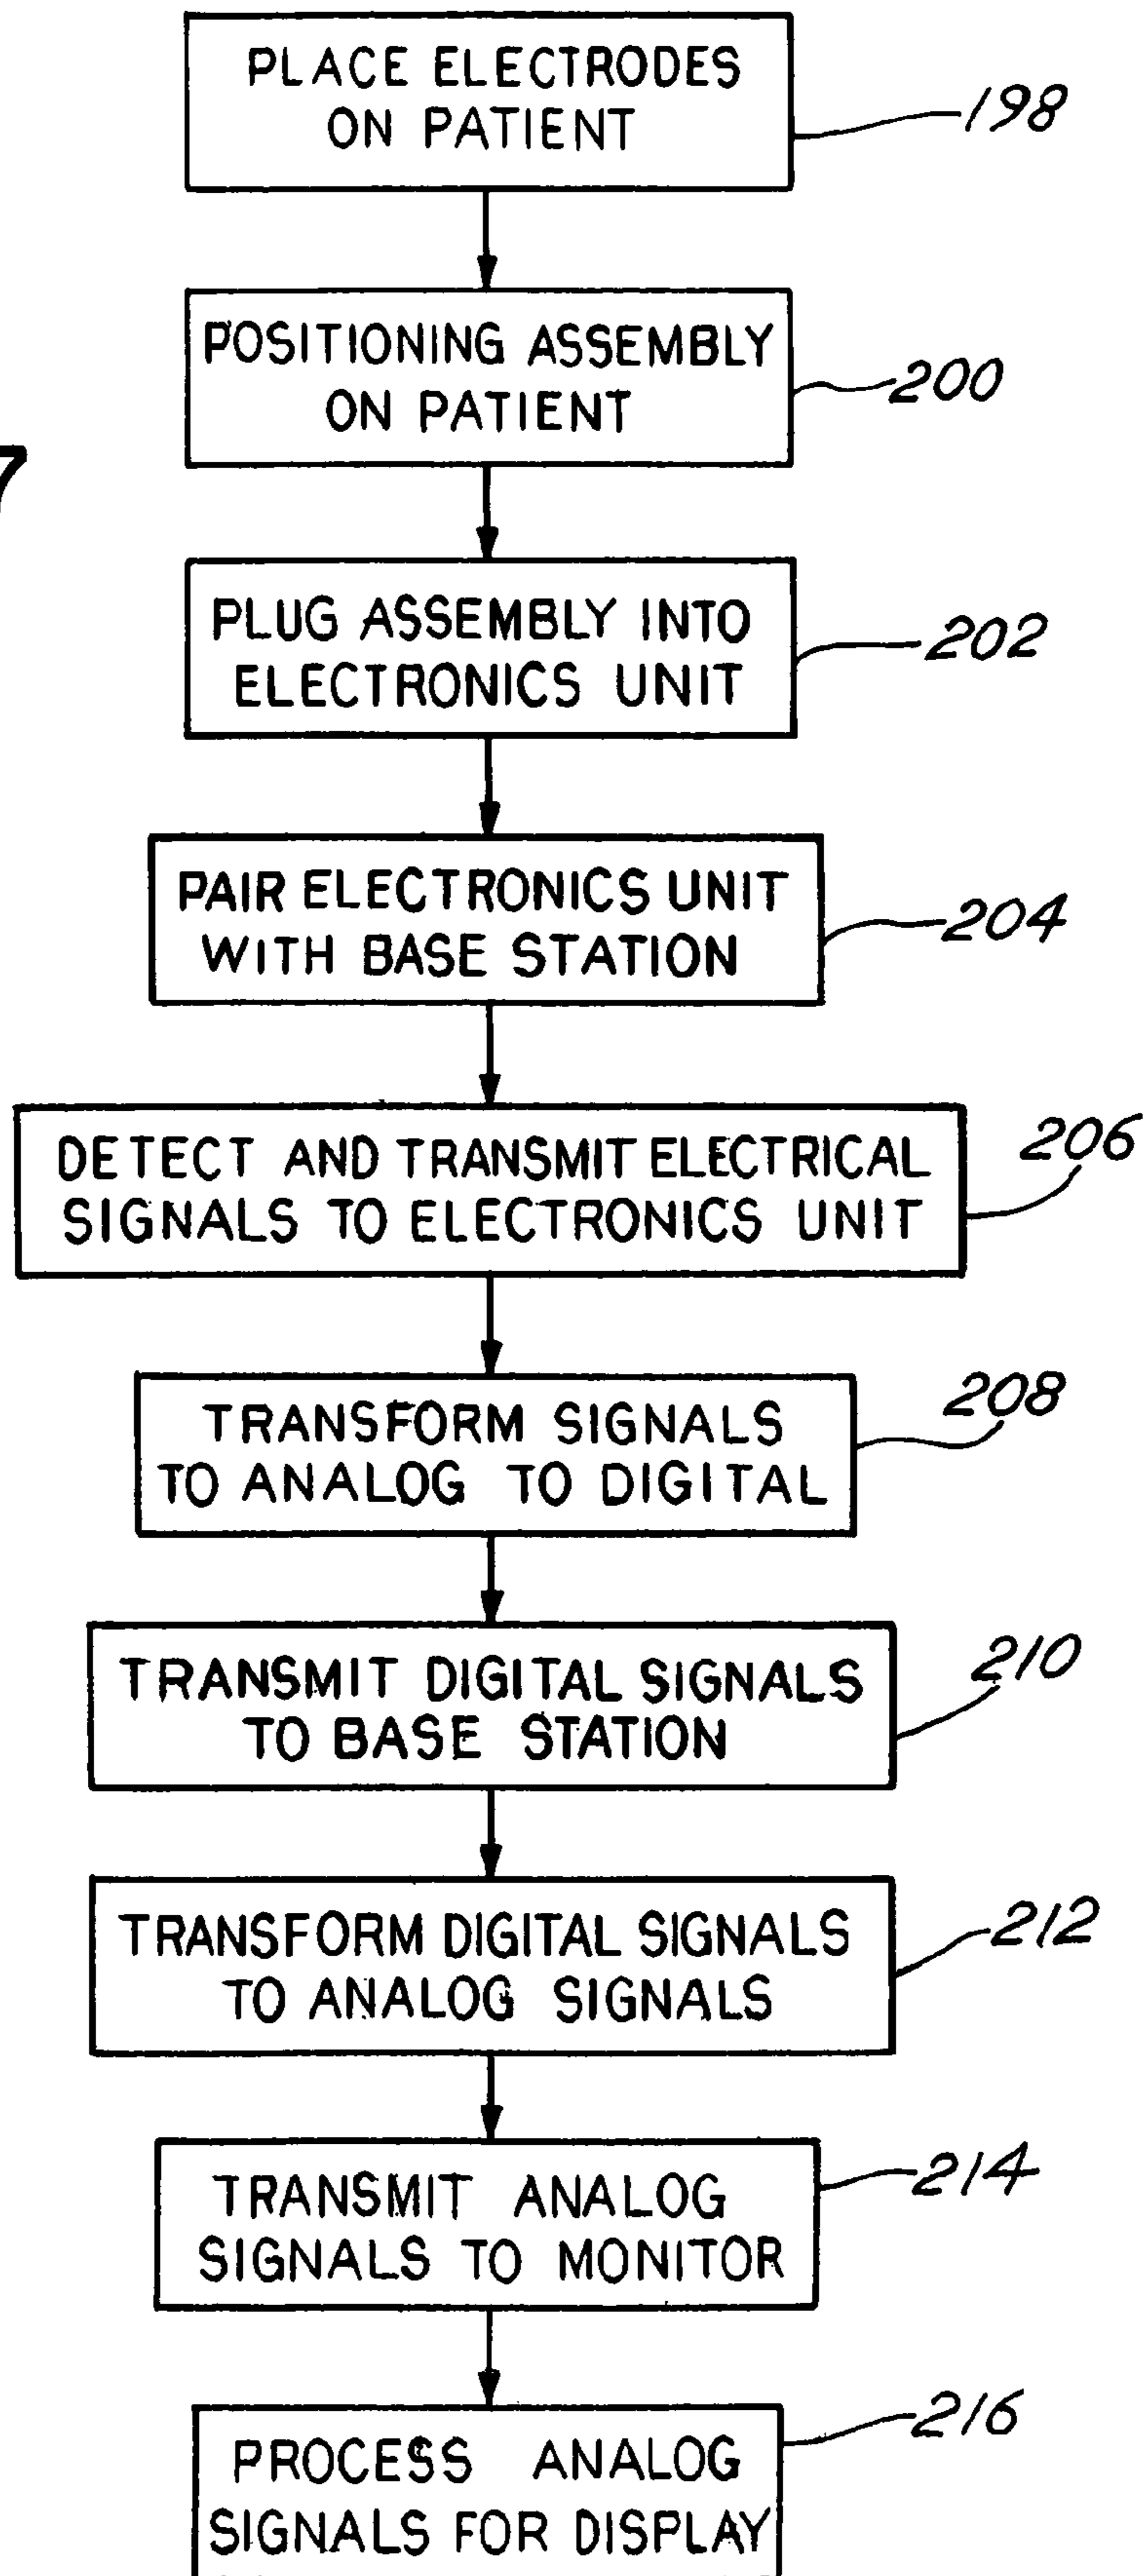 PLACE ELECTRODES
ON PATIENT
198
POSITIONING ASSEMBLY
ON PATIENT
200
7
PLUG ASSEMBLY INTO
ELECTRONICS UNIT
202
PAIR ELECTRONICS UNIT
WITH BASE STATION
204
DETECT AND TRANSMIT ELECTRICAL
SIGNALS TO ELECTRONICS UNIT
206
TRANSFORM SIGNALS
TO ANALOG TO DIGITAL
208
TRANSMIT DIGITAL SIGNALS
TO BASE STATION
210
TRANSFORM DIGITAL SIGNALS
TO ANALOG SIGNALS
212
TRANSMIT ANALOG
SIGNALS TO MONITOR
214
PROCESS ANALOG
SIGNALS FOR DISPLAY
216